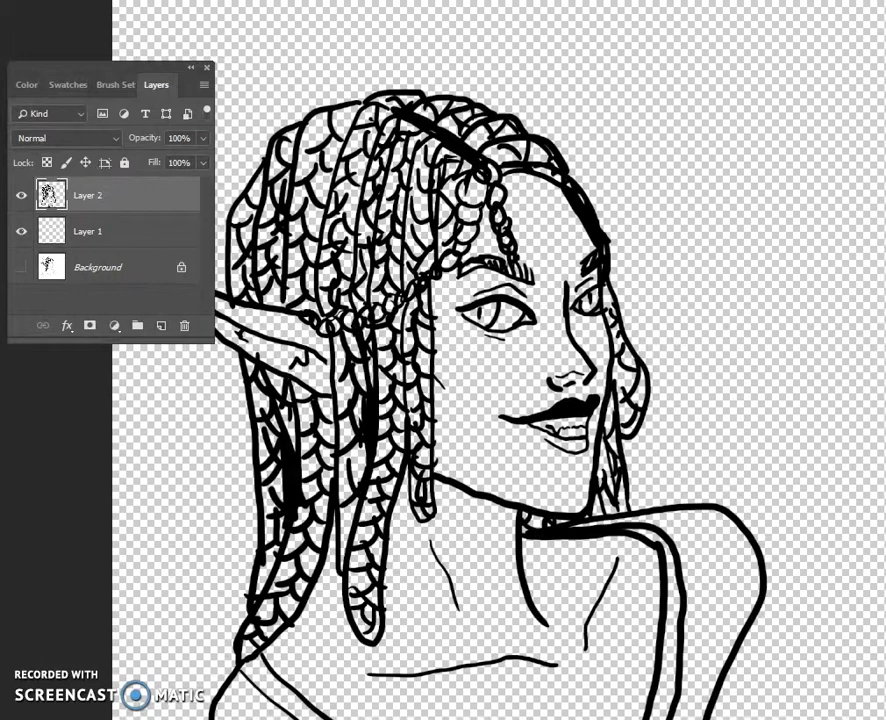 Color Swatches Brush Set Layers
Kind
Normal Opacity: 100%
Lock: Fill: 100%
Layer 2
Layer 1
Background
fx
RECORDED WITH
SCREENCAST MATIC